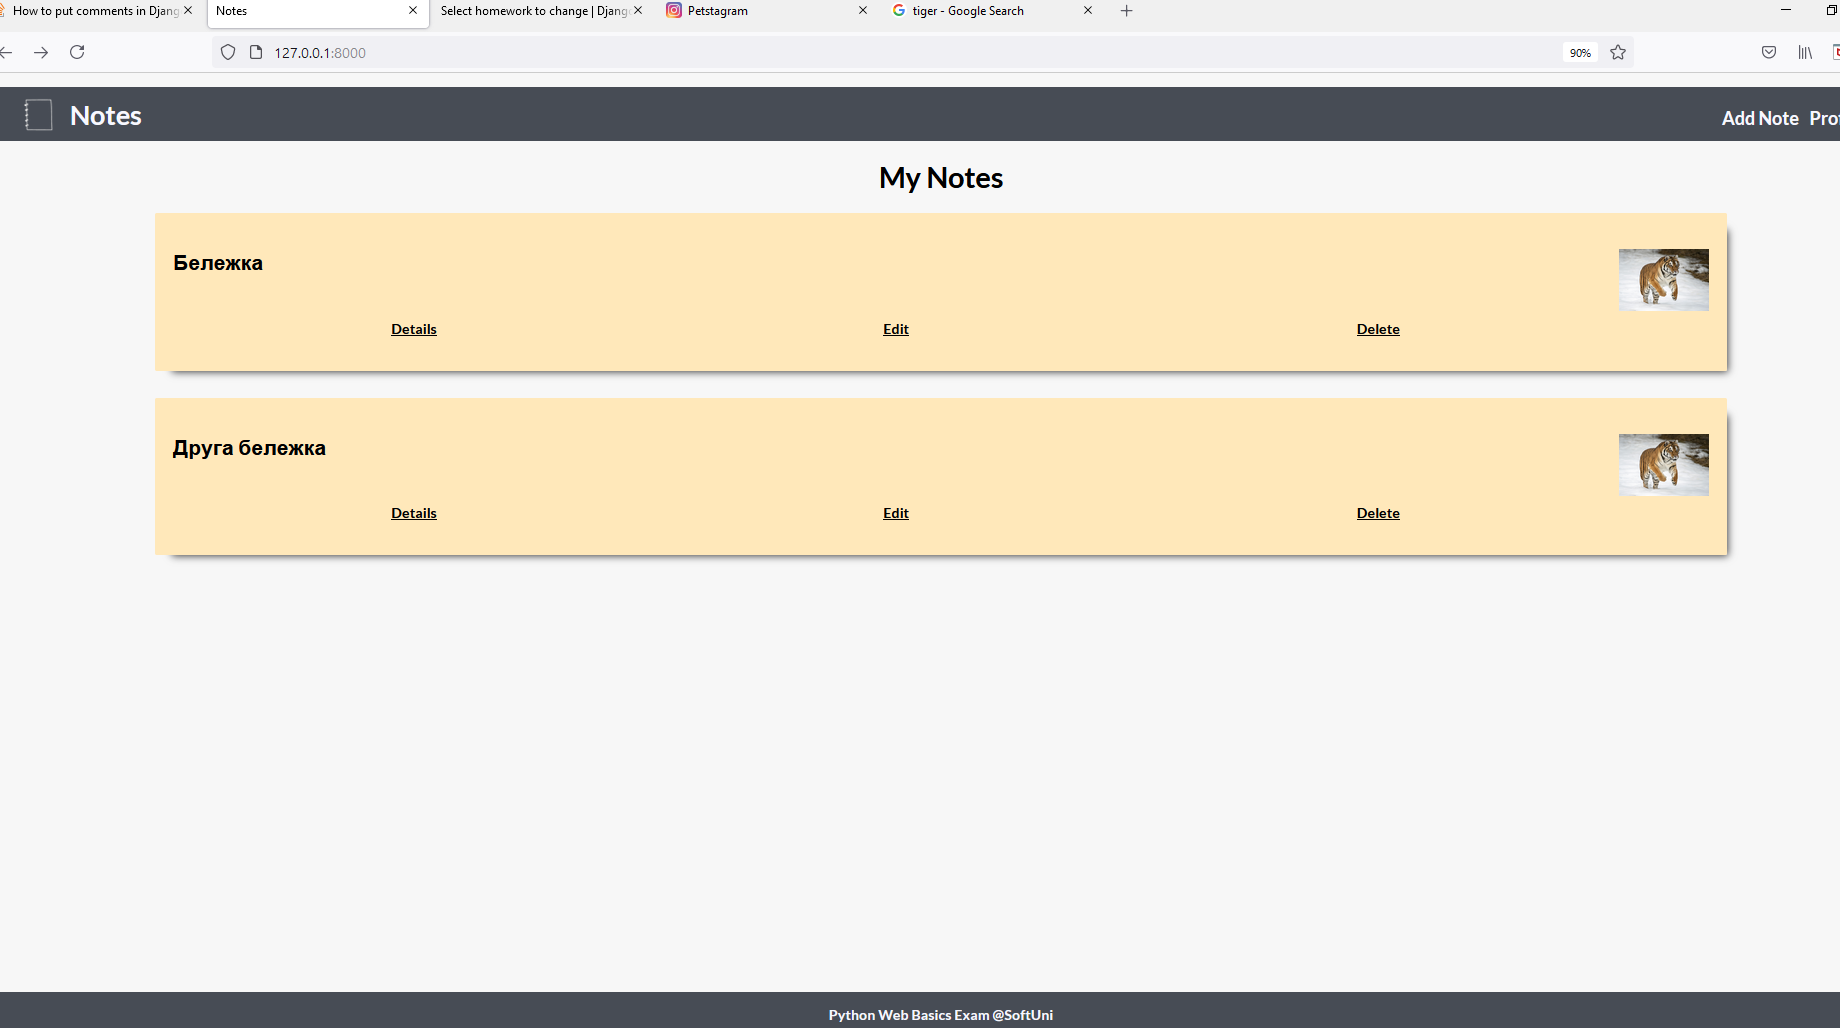 How to put comments in Djang
Notes
Select homework to change | Djang
Petstagram
tiger - Google Search
127.0.0.1:8000
90%
Notes
Add Note
Prof
My Notes
Бележка
Details
Edit
Delete
Друга бележка
Details
Edit
Delete
Python Web Basics Exam @SoftUni